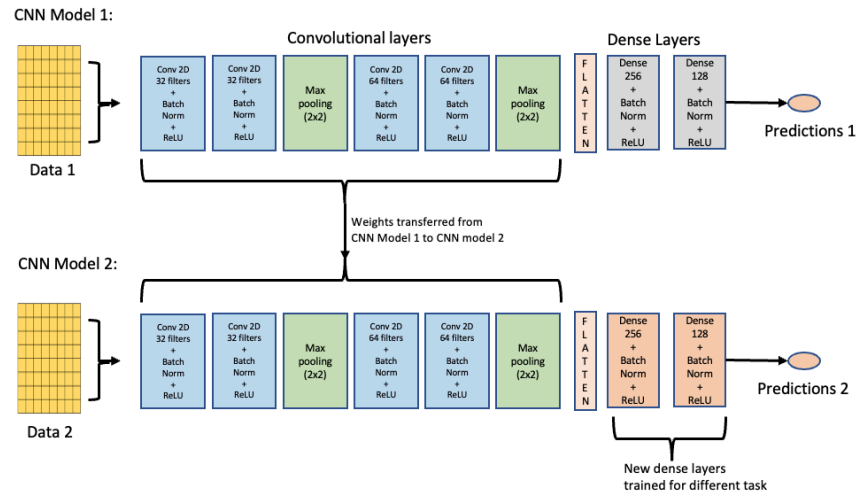 CNN Model 1:
Convolutional layers
Dense Layers
Conv 2D
32 filters
+
Batch
Norm
+
ReLU
Conv 2D
32 filters
+
Batch
Norm
+
ReLU
Max
pooling
(2x2)
Conv 2D
64 filters
+
Batch
Norm
+
ReLU
Conv 2D
64 filters
+
Batch
Norm
+
ReLU
Max
pooling
(2x2)
F
L
A
T
T
E
N
Dense
256
+
Batch
Norm
+
ReLU
Dense
128
+
Batch
Norm
+
ReLU
Predictions 1
Data 1
Weights transferred from
CNN Model 1 to CNN model 2
CNN Model 2:
Conv 2D
32 filters
+
Batch
Norm
+
ReLU
Conv 2D
32 filters
+
Batch
Norm
+
ReLU
Max
pooling
(2x2)
Conv 2D
64 filters
+
Batch
Norm
+
ReLU
Conv 2D
64 filters
+
Batch
Norm
+
ReLU
Max
pooling
(2x2)
F
L
A
T
T
E
N
Dense
256
+
Batch
Norm
+
ReLU
Dense
128
+
Batch
Norm
+
ReLU
Predictions 2
Data 2
New dense layers
trained for different task